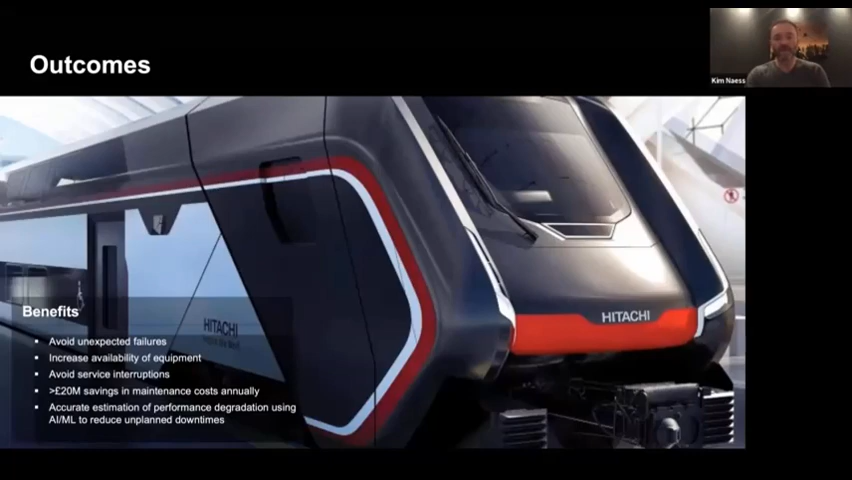 Outcomes
Kim Naess
HITACHI
HITACHI
Benefits
Avoid unexpected failures
Increase availability of equipment
Avoid service interruptions
>£20M savings in maintenance costs annually
Accurate estimation of performance degradation using
AI/ML to reduce unplanned downtimes